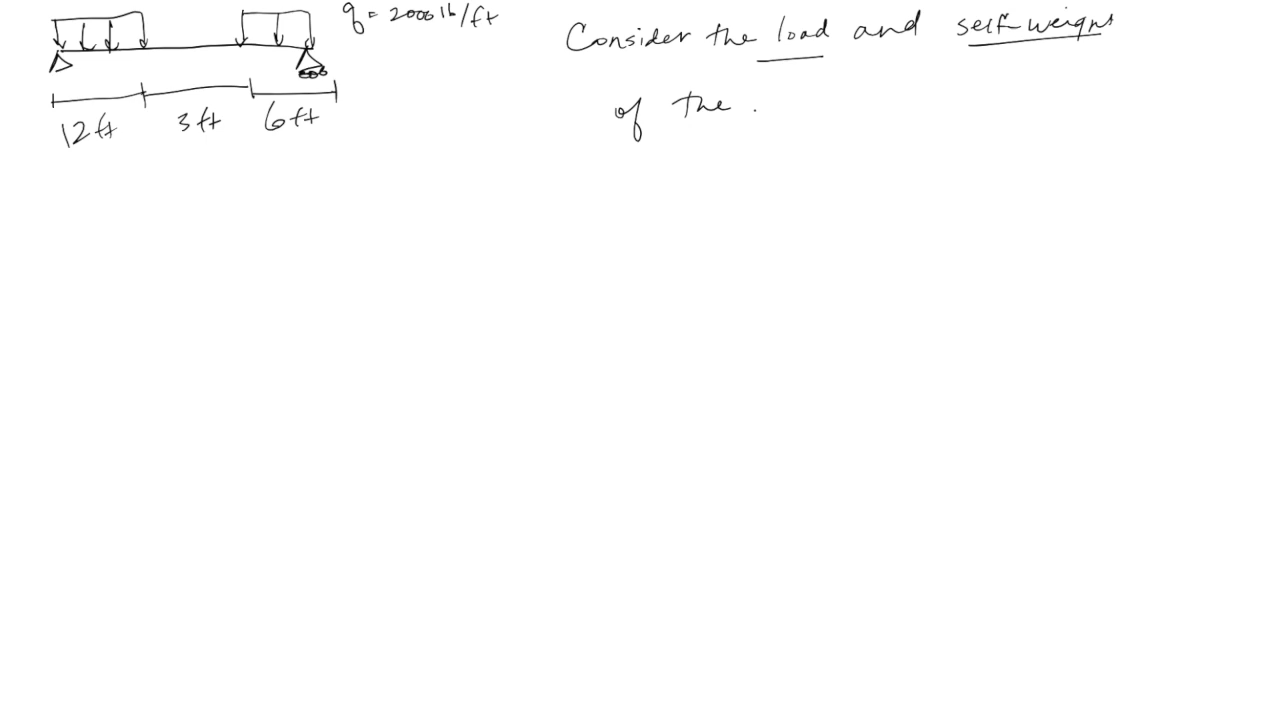 q = 2000 lb/ft
12 ft 3 ft 6 ft
Consider the load and self-weight
of the .